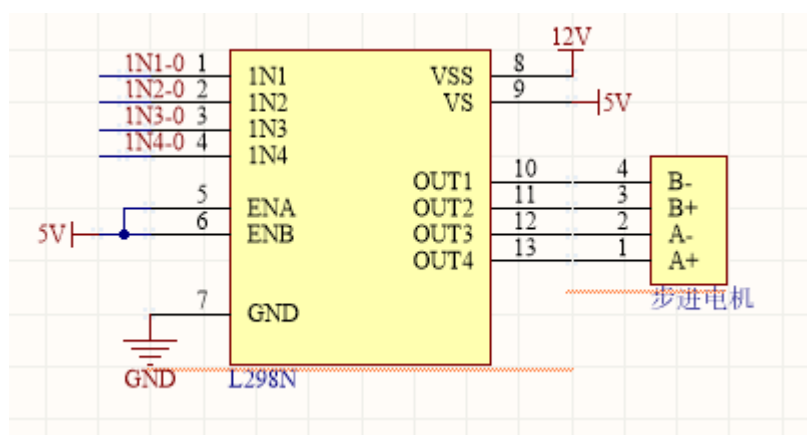 12V
1N1-0 1 1N1 VSS 8
1N2-0 2 1N2 VS 9 5V
1N3-0 3 1N3
1N4-0 4 1N4
OUT1 10 4 B-
5 ENA OUT2 11 3 B+
5V 6 ENB OUT3 12 2 A-
OUT4 13 1 A+
7 GND
步进电机
GND L298N